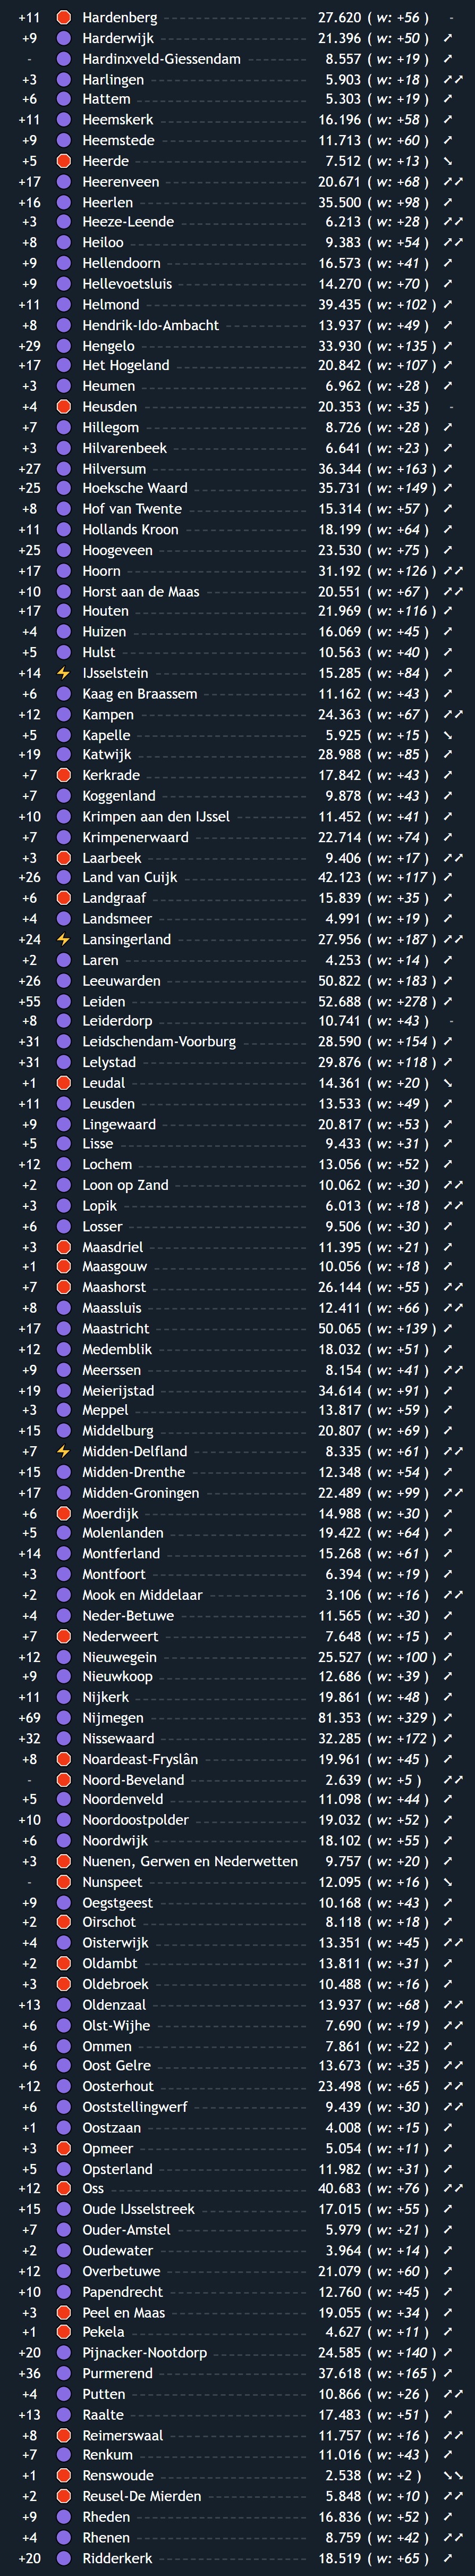 +11 Hardenberg 27.620 ( w: +56 ) -
+9 Harderwijk 21.396 ( w: +50 ) ↗
- Hardinxveld-Giessendam 8.557 ( w: +19 ) ↗
+3 Harlingen 5.903 ( w: +18 ) ↗↗
+6 Hattem 5.303 ( w: +19 ) ↗
+11 Heemskerk 16.196 ( w: +58 ) ↗
+9 Heemstede 11.713 ( w: +60 ) ↗
+5 Heerde 7.512 ( w: +13 ) ↘
+17 Heerenveen 20.671 ( w: +68 ) ↗↗
+16 Heerlen 35.500 ( w: +98 ) ↗
+3 Heeze-Leende 6.213 ( w: +28 ) ↗↗
+8 Heiloo 9.383 ( w: +54 ) ↗↗
+9 Hellendoorn 16.573 ( w: +41 ) ↗
+9 Hellevoetsluis 14.270 ( w: +70 ) ↗
+11 Helmond 39.435 ( w: +102 ) ↗
+8 Hendrik-Ido-Ambacht 13.937 ( w: +49 ) ↗
+29 Hengelo 33.930 ( w: +135 ) ↗
+17 Het Hogeland 20.842 ( w: +107 ) ↗
+3 Heumen 6.962 ( w: +28 ) ↗
+4 Heusden 20.353 ( w: +35 ) -
+7 Hillegom 8.726 ( w: +28 ) ↗
+3 Hilvarenbeek 6.641 ( w: +23 ) ↗
+27 Hilversum 36.344 ( w: +163 ) ↗
+25 Hoeksche Waard 35.731 ( w: +149 ) ↗
+8 Hof van Twente 15.314 ( w: +57 ) ↗
+11 Hollands Kroon 18.199 ( w: +64 ) ↗
+25 Hoogeveen 23.530 ( w: +75 ) ↗
+17 Hoorn 31.192 ( w: +126 ) ↗↗
+10 Horst aan de Maas 20.551 ( w: +67 ) ↗↗
+17 Houten 21.969 ( w: +116 ) ↗
+4 Huizen 16.069 ( w: +45 ) ↗
+5 Hulst 10.563 ( w: +40 ) ↗
+14 ⚡ IJsselstein 15.285 ( w: +84 ) ↗
+6 Kaag en Braassem 11.162 ( w: +43 ) ↗
+12 Kampen 24.363 ( w: +67 ) ↗↗
+5 Kapelle 5.925 ( w: +15 ) ↘
+19 Katwijk 28.988 ( w: +85 ) ↗
+7 Kerkrade 17.842 ( w: +43 ) ↗
+7 Koggenland 9.878 ( w: +43 ) ↗
+10 Krimpen aan den IJssel 11.452 ( w: +41 ) ↗
+7 Krimpenerwaard 22.714 ( w: +74 ) ↗
+3 Laarbeek 9.406 ( w: +17 ) ↗↗
+26 Land van Cuijk 42.123 ( w: +117 ) ↗
+6 Landgraaf 15.839 ( w: +35 ) ↗
+4 Landsmeer 4.991 ( w: +19 ) ↗
+24 ⚡ Lansingerland 27.956 ( w: +187 ) ↗↗
+2 Laren 4.253 ( w: +14 ) ↗
+26 Leeuwarden 50.822 ( w: +183 ) ↗
+55 Leiden 52.688 ( w: +278 ) ↗
+8 Leiderdorp 10.741 ( w: +43 ) -
+31 Leidschendam-Voorburg 28.590 ( w: +154 ) ↗
+31 Lelystad 29.876 ( w: +118 ) ↗
+1 Leudal 14.361 ( w: +20 ) ↘
+11 Leusden 13.533 ( w: +49 ) ↗
+9 Lingewaard 20.817 ( w: +53 ) ↗
+5 Lisse 9.433 ( w: +31 ) ↗
+12 Lochem 13.056 ( w: +52 ) ↗
+2 Loon op Zand 10.062 ( w: +30 ) ↗↗
+3 Lopik 6.013 ( w: +18 ) ↗↗
+6 Losser 9.506 ( w: +30 ) ↗
+3 Maasdriel 11.395 ( w: +21 ) ↗
+1 Maasgouw 10.056 ( w: +18 ) ↗
+7 Maashorst 26.144 ( w: +55 ) ↗↗
+8 Maassluis 12.411 ( w: +66 ) ↗↗
+17 Maastricht 50.065 ( w: +139 ) ↗
+12 Medemblik 18.032 ( w: +51 ) ↗
+9 Meerssen 8.154 ( w: +41 ) ↗↗
+19 Meierijstad 34.614 ( w: +91 ) ↗
+3 Meppel 13.817 ( w: +59 ) ↗
+15 Middelburg 20.807 ( w: +69 ) ↗
+7 ⚡ Midden-Delfland 8.335 ( w: +61 ) ↗↗
+15 Midden-Drenthe 12.348 ( w: +54 ) ↗
+17 Midden-Groningen 22.489 ( w: +99 ) ↗↗
+6 Moerdijk 14.988 ( w: +30 ) ↗
+5 Molenlanden 19.422 ( w: +64 ) ↗
+14 Montferland 15.268 ( w: +61 ) ↗
+3 Montfoort 6.394 ( w: +19 ) ↗
+2 Mook en Middelaar 3.106 ( w: +16 ) ↗↗
+4 Neder-Betuwe 11.565 ( w: +30 ) ↗
+7 Nederweert 7.648 ( w: +15 ) ↗
+12 Nieuwegein 25.527 ( w: +100 ) ↗
+9 Nieuwkoop 12.686 ( w: +39 ) ↗
+11 Nijkerk 19.861 ( w: +48 ) ↗
+69 Nijmegen 81.353 ( w: +329 ) ↗
+32 Nissewaard 32.285 ( w: +172 ) ↗
+8 Noardeast-Fryslân 19.961 ( w: +45 ) ↗
- Noord-Beveland 2.639 ( w: +5 ) ↗↗
+5 Noordenveld 11.098 ( w: +44 ) ↗
+10 Noordoostpolder 19.032 ( w: +52 ) ↗
+6 Noordwijk 18.102 ( w: +55 ) ↗
+3 Nuenen, Gerwen en Nederwetten 9.757 ( w: +20 ) ↗
- Nunspeet 12.095 ( w: +16 ) ↘
+9 Oegstgeest 10.168 ( w: +43 ) ↗
+2 Oirschot 8.118 ( w: +18 ) ↗
+4 Oisterwijk 13.351 ( w: +45 ) ↗↗
+2 Oldambt 13.811 ( w: +31 ) ↗
+3 Oldebroek 10.488 ( w: +16 ) ↗
+13 Oldenzaal 13.937 ( w: +68 ) ↗↗
+6 Olst-Wijhe 7.690 ( w: +19 ) ↗↗
+6 Ommen 7.861 ( w: +22 ) ↗
+6 Oost Gelre 13.673 ( w: +35 ) ↗↗
+12 Oosterhout 23.498 ( w: +65 ) ↗↗
+6 Ooststellingwerf 9.439 ( w: +30 ) ↗↗
+1 Oostzaan 4.008 ( w: +15 ) ↗
+3 Opmeer 5.054 ( w: +11 ) ↗
+5 Opsterland 11.982 ( w: +31 ) ↗
+12 Oss 40.683 ( w: +76 ) ↗↗
+15 Oude IJsselstreek 17.015 ( w: +55 ) ↗
+7 Ouder-Amstel 5.979 ( w: +21 ) ↗
+2 Oudewater 3.964 ( w: +14 ) ↗
+12 Overbetuwe 21.079 ( w: +60 ) ↗
+10 Papendrecht 12.760 ( w: +45 ) ↗
+3 Peel en Maas 19.055 ( w: +34 ) ↗
+1 Pekela 4.627 ( w: +11 ) ↗
+20 Pijnacker-Nootdorp 24.585 ( w: +140 ) ↗
+36 Purmerend 37.618 ( w: +165 ) ↗
+4 Putten 10.866 ( w: +26 ) ↗↗
+13 Raalte 17.483 ( w: +51 ) ↗
+8 Reimerswaal 11.757 ( w: +16 ) ↗↗
+7 Renkum 11.016 ( w: +43 ) ↗
+1 Renswoude 2.538 ( w: +2 ) ↘↘
+2 Reusel-De Mierden 5.848 ( w: +10 ) ↗↗
+9 Rheden 16.836 ( w: +52 ) ↗
+4 Rhenen 8.759 ( w: +42 ) ↗↗
+20 Ridderkerk 18.519 ( w: +65 ) ↗